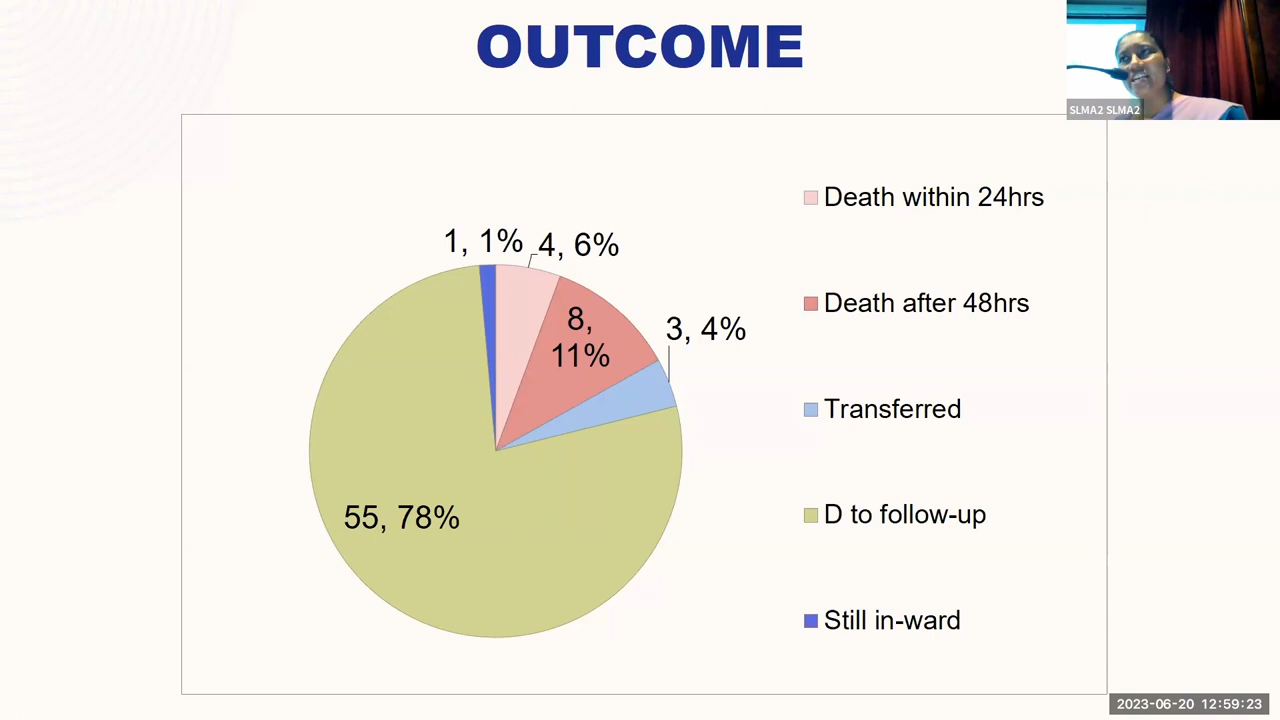 OUTCOME
SLMA2 SLMA2
Death within 24hrs
1, 1%
4, 6%
Death after 48hrs
8,
11%
3, 4%
Transferred
55, 78%
D to follow-up
Still in-ward
2023-06-20 12:59:23